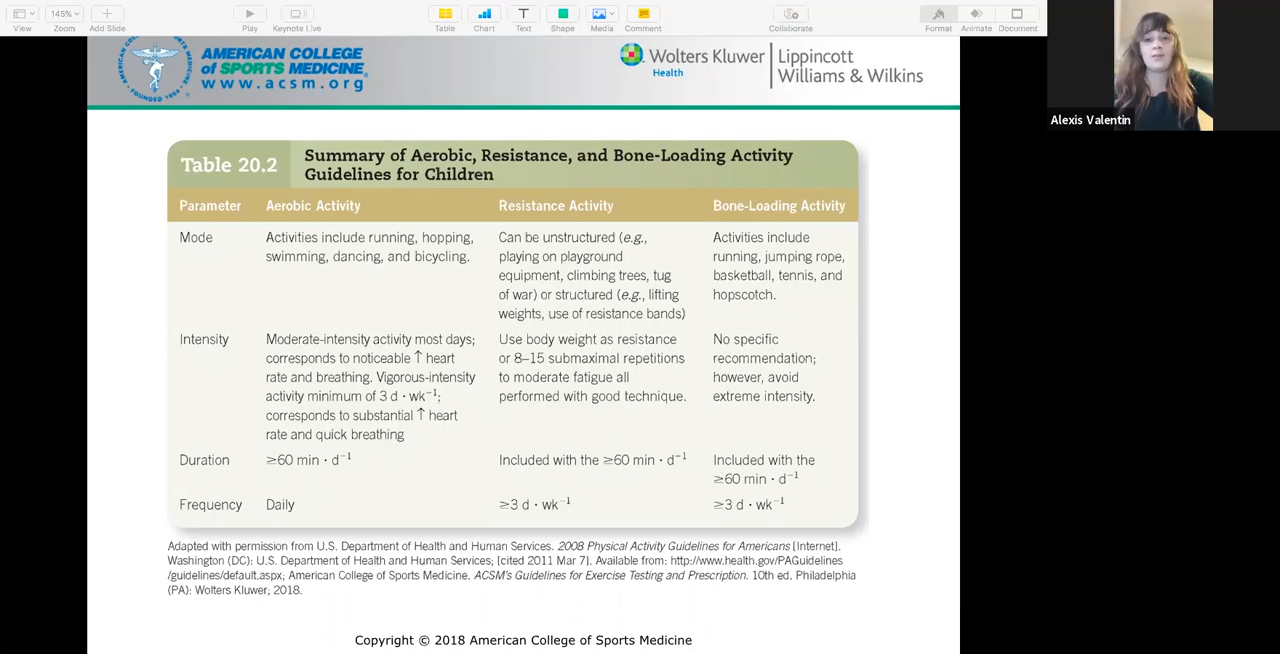 145%
View
Zoom
Add Slide
Play
Keynote Live
Table
Chart
Text
Shape
Media
Comment
Collaborate
Format
Animate
Document
AMERICAN COLLEGE
of SPORTS MEDICINE®
www.acsm.org
FOUNDED 1954
Wolters Kluwer
Health
Lippincott
Williams & Wilkins
Alexis Valentin
Table 20.2
Summary of Aerobic, Resistance, and Bone-Loading Activity
Guidelines for Children
Parameter Aerobic Activity Resistance Activity Bone-Loading Activity
Mode
Activities include running, hopping,
swimming, dancing, and bicycling.
Can be unstructured (e.g.,
playing on playground
equipment, climbing trees, tug
of war) or structured (e.g., lifting
weights, use of resistance bands)
Activities include
running, jumping rope,
basketball, tennis, and
hopscotch.
Intensity
Moderate-intensity activity most days;
corresponds to noticeable ↑ heart
rate and breathing. Vigorous-intensity
activity minimum of 3 d · wk⁻¹;
corresponds to substantial ↑ heart
rate and quick breathing
Use body weight as resistance
or 8–15 submaximal repetitions
to moderate fatigue all
performed with good technique.
No specific
recommendation;
however, avoid
extreme intensity.
Duration
≥60 min · d⁻¹
Included with the ≥60 min · d⁻¹
Included with the
≥60 min · d⁻¹
Frequency
Daily
≥3 d · wk⁻¹
≥3 d · wk⁻¹
Adapted with permission from U.S. Department of Health and Human Services. 2008 Physical Activity Guidelines for Americans [Internet].
Washington (DC): U.S. Department of Health and Human Services; [cited 2011 Mar 7]. Available from: http://www.health.gov/PAGuidelines
/guidelines/default.aspx; American College of Sports Medicine. ACSM's Guidelines for Exercise Testing and Prescription. 10th ed. Philadelphia
(PA): Wolters Kluwer; 2018.
Copyright © 2018 American College of Sports Medicine